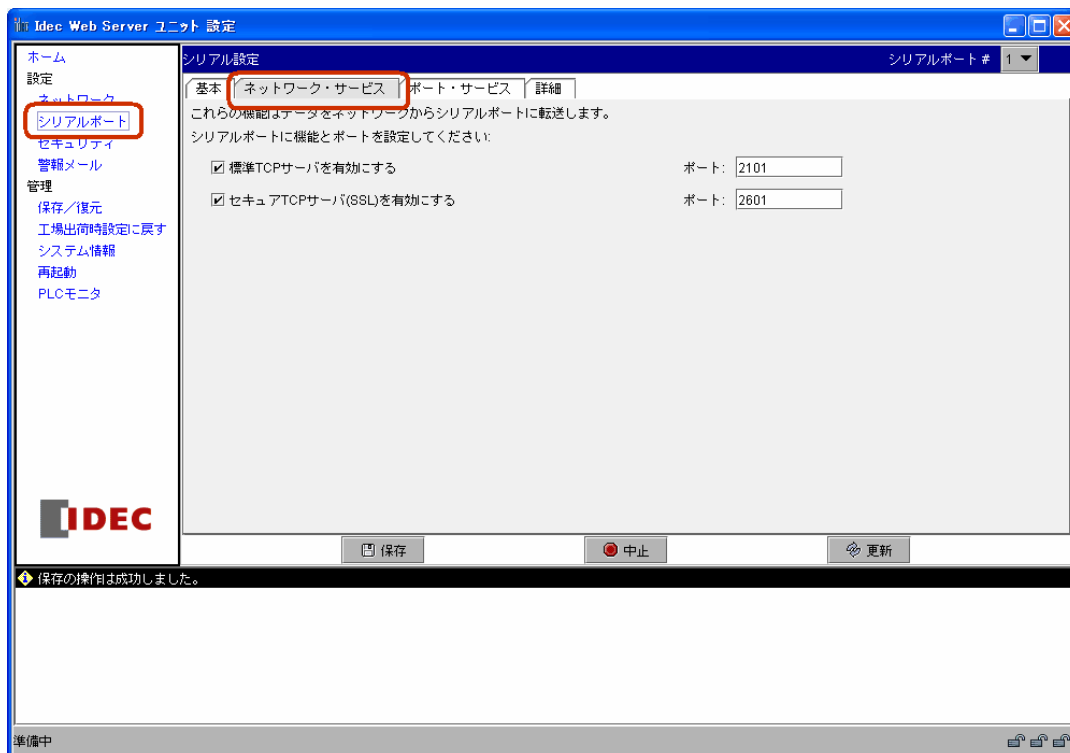 Idec Web Server ユニット 設定
ホーム
設定
ネットワーク
シリアルポート
セキュリティ
警報メール
管理
保存／復元
工場出荷時設定に戻す
システム情報
再起動
PLCモニタ
IDEC
シリアル設定
シリアルポート # 1
基本 ネットワーク・サービス ポート・サービス 詳細
これらの機能はデータをネットワークからシリアルポートに転送します。
シリアルポートに機能とポートを設定してください:
標準TCPサーバを有効にする ポート: 2101
セキュアTCPサーバ(SSL)を有効にする ポート: 2601
保存 中止 更新
保存の操作は成功しました。
準備中